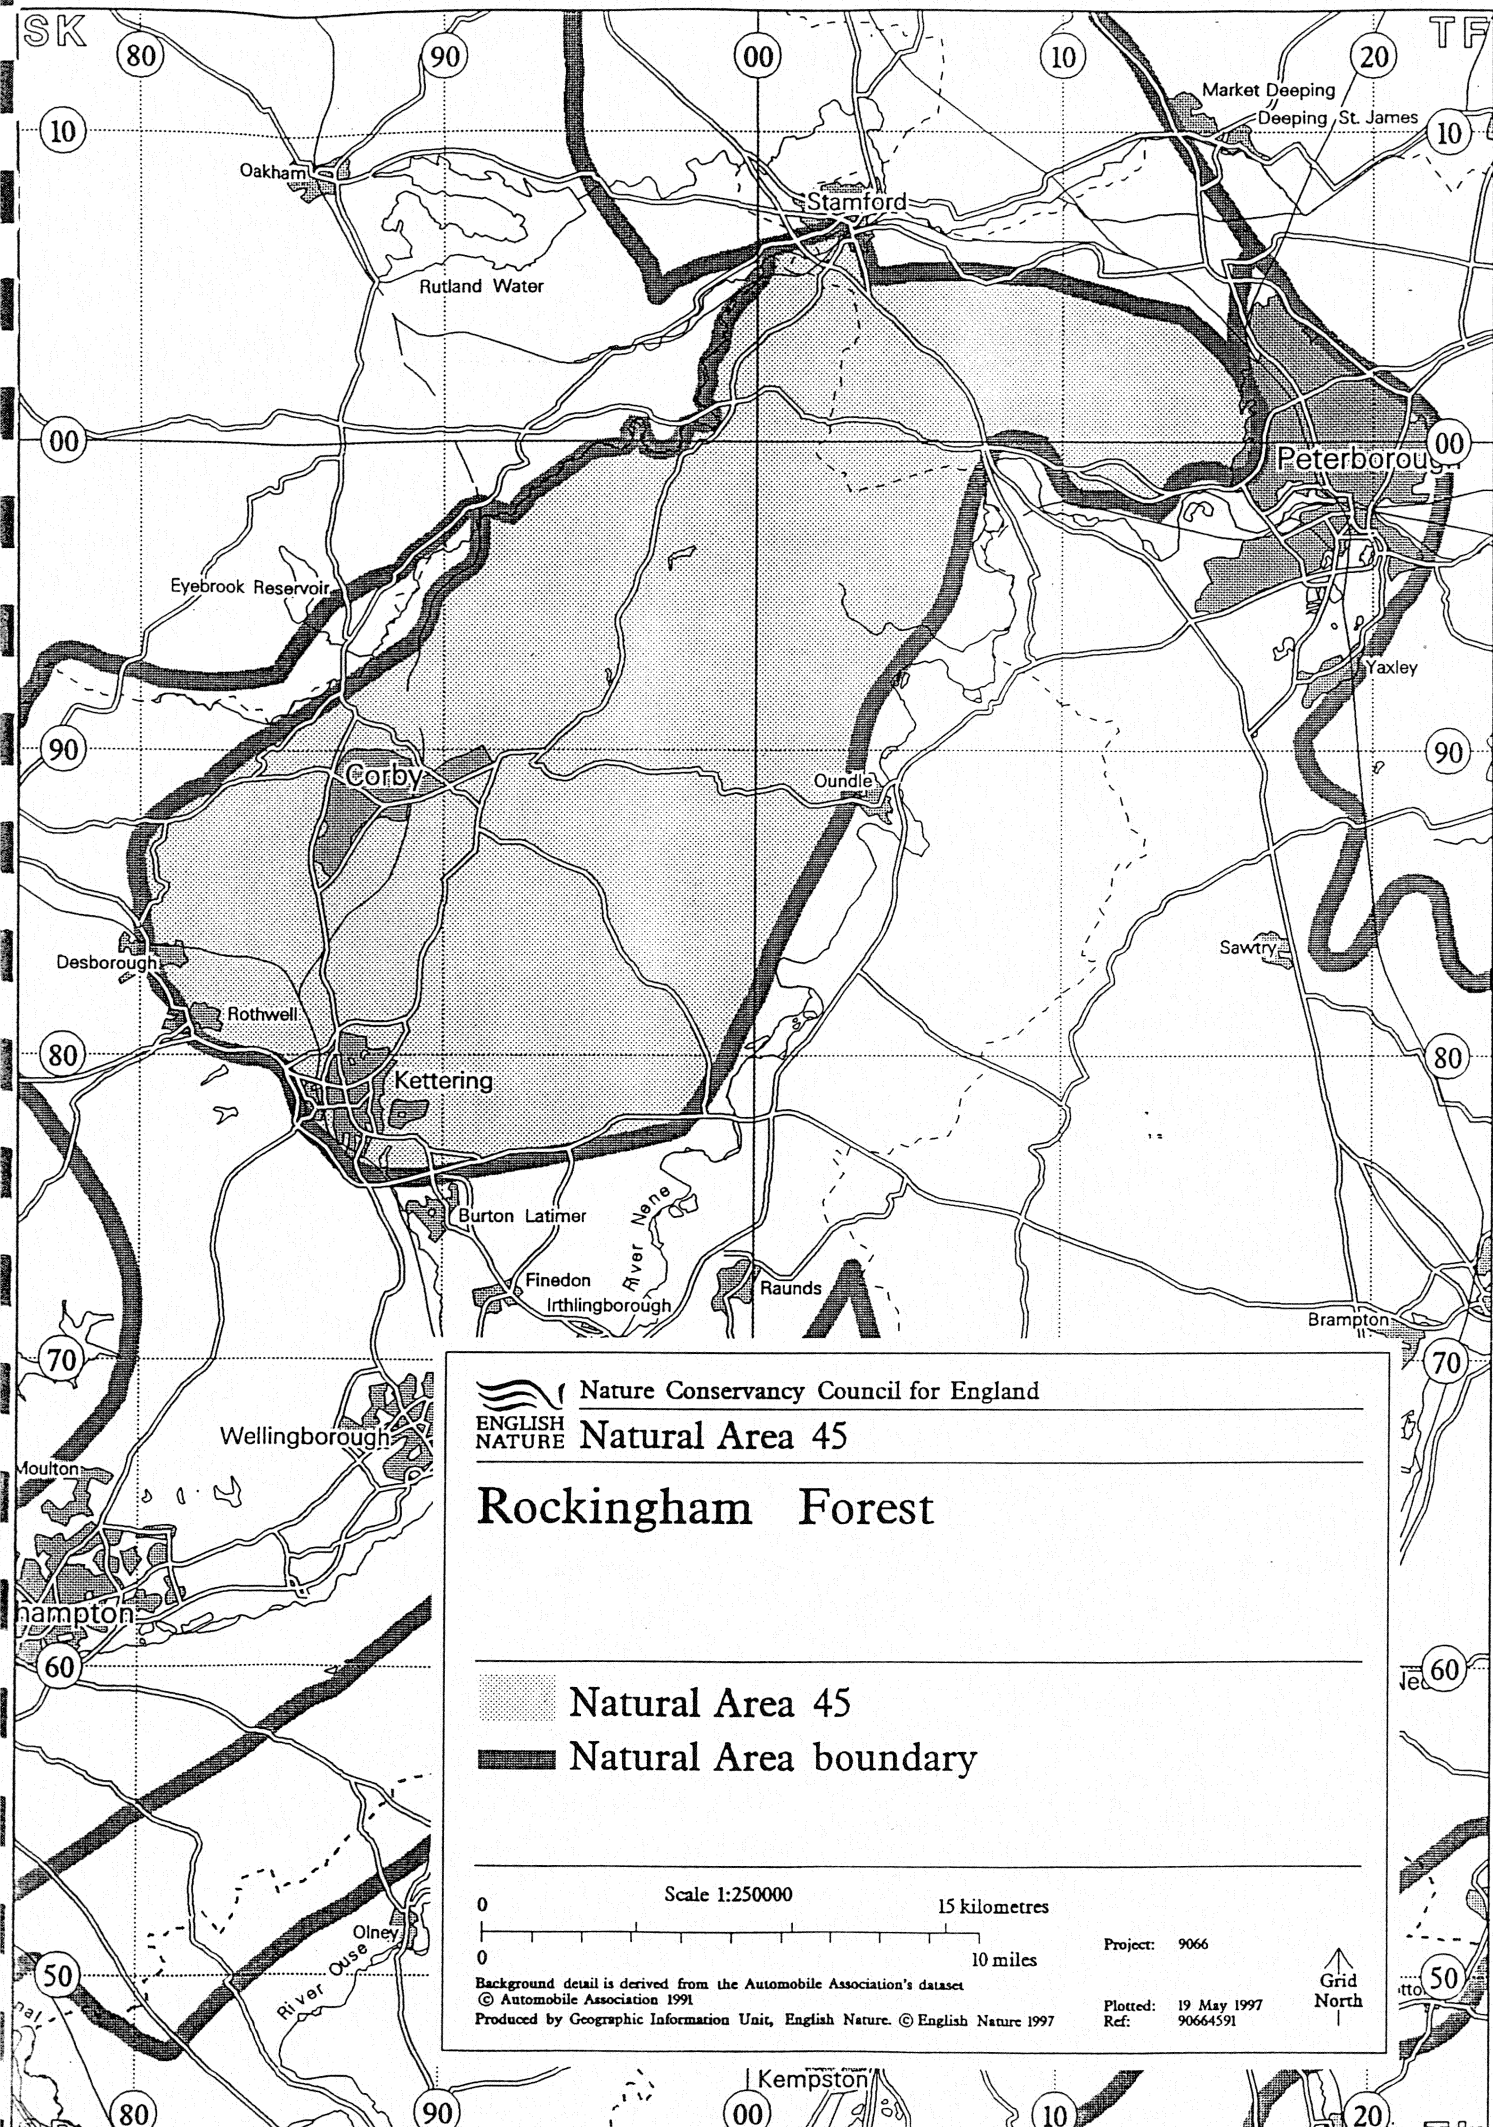 SK
TF
80
90
00
10
20
Market Deeping
Deeping St. James
10
10
Oakham
Stamford
Rutland Water
00
00
Peterborough
Eyebrook Reservoir
Yaxley
90
90
Corby
Oundle
Sawtry
Desborough
Rothwell
80
80
Kettering
Burton Latimer
River Nene
Finedon
Raunds
Irthlingborough
Brampton
70
70
Wellingborough
Moulton
hampton
60
60
Olney
River Ouse
50
50
Nature Conservancy Council for England
ENGLISH
NATURE
Natural Area 45
Rockingham Forest
Natural Area 45
Natural Area boundary
Scale 1:250000
0
15 kilometres
0
10 miles
Project: 9066
Background detail is derived from the Automobile Association's dataset
© Automobile Association 1991
Produced by Geographic Information Unit, English Nature. © English Nature 1997
Plotted: 19 May 1997
Ref: 90664591
Grid
North
Kempston
80
90
00
10
20